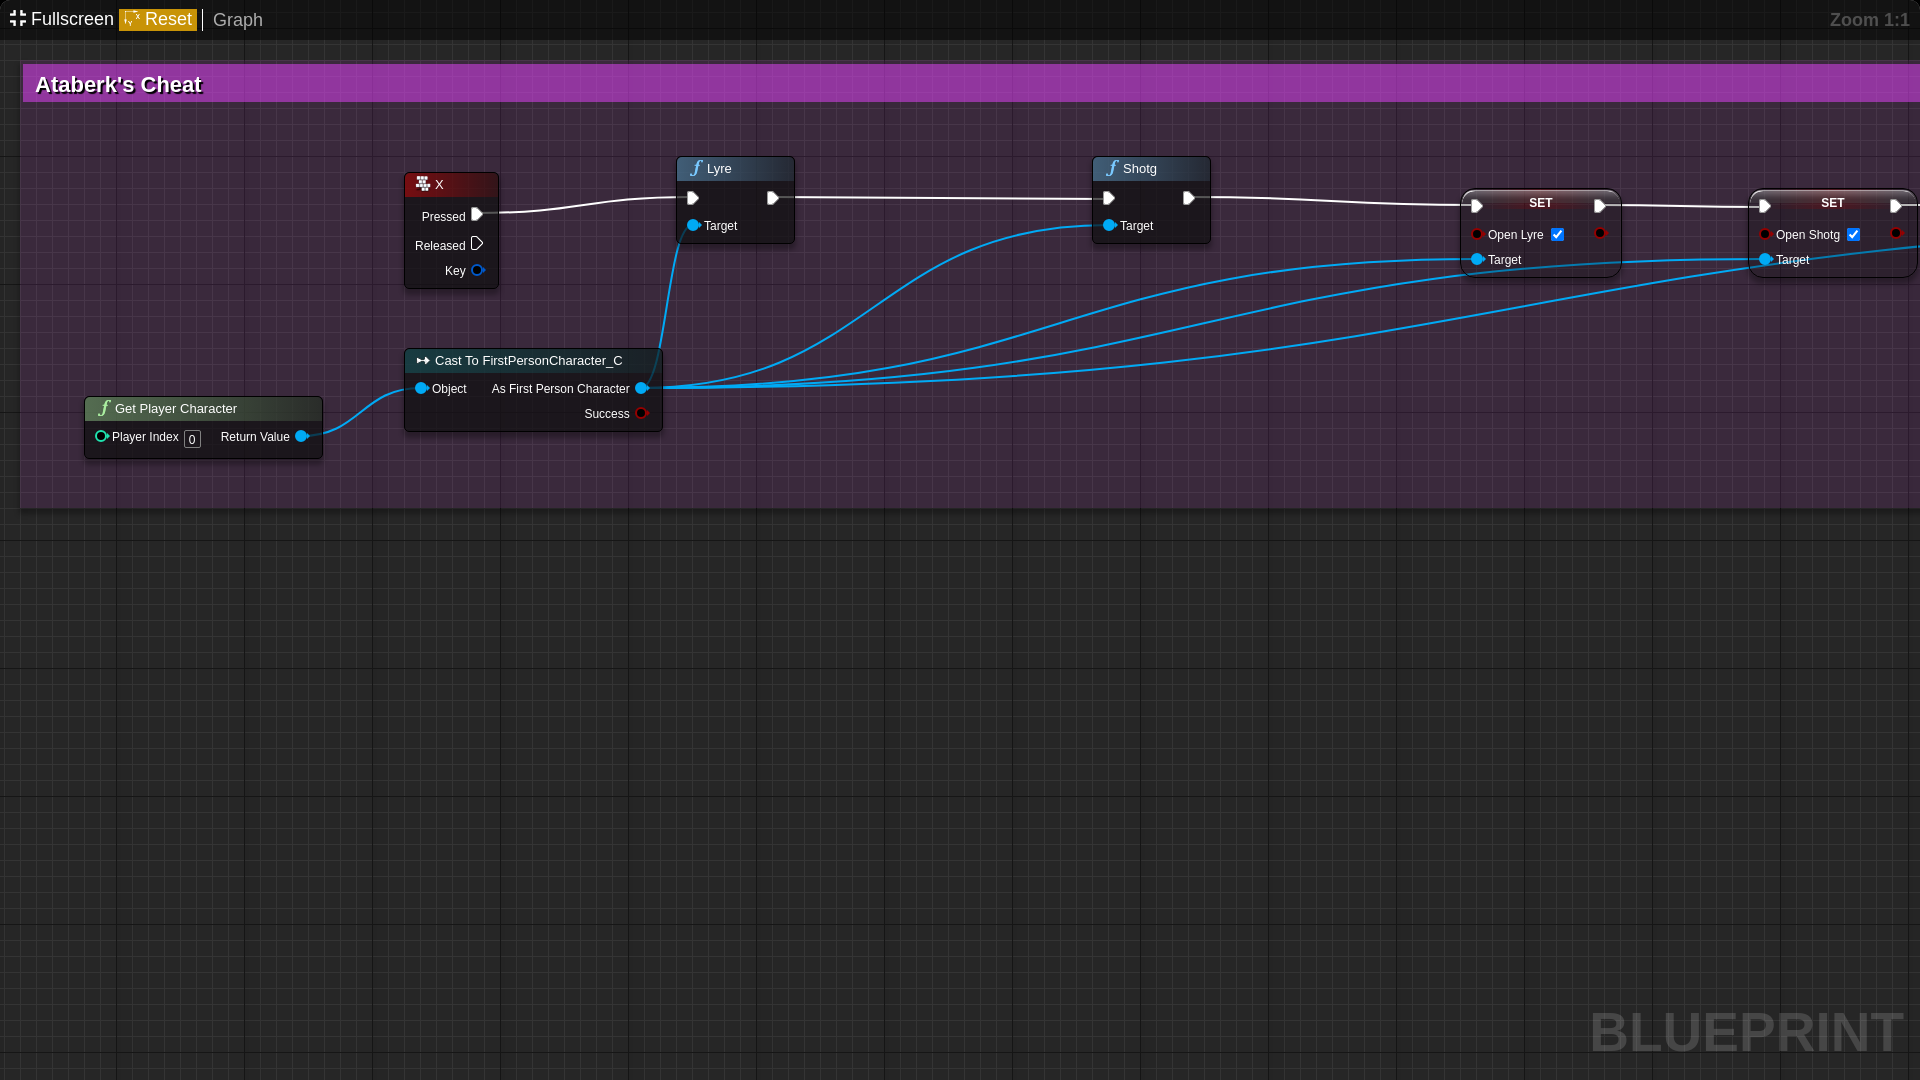 Fullscreen Reset Graph Zoom 1:1
Ataberk's Cheat
X
Pressed
Released
Key
Lyre
Target
Shotg
Target
SET
Open Lyre
Target
SET
Open Shotg
Target
Cast To FirstPersonCharacter_C
Object As First Person Character
Success
Get Player Character
Player Index 0 Return Value
BLUEPRINT